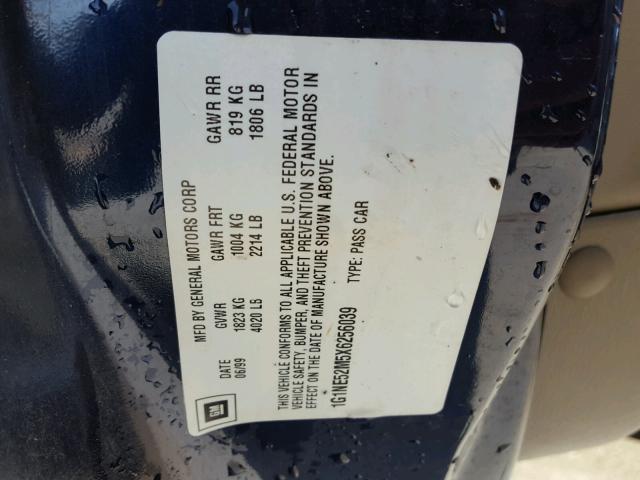 MFD BY GENERAL MOTORS CORP
DATE GVWR GAWR FRT GAWR RR
06/99 1823 KG 1004 KG 819 KG
4020 LB 2214 LB 1806 LB
THIS VEHICLE CONFORMS TO ALL APPLICABLE U.S. FEDERAL MOTOR
VEHICLE SAFETY, BUMPER, AND THEFT PREVENTION STANDARDS IN
EFFECT ON THE DATE OF MANUFACTURE SHOWN ABOVE.
1G1NE52M5X6256039 TYPE: PASS CAR
GM